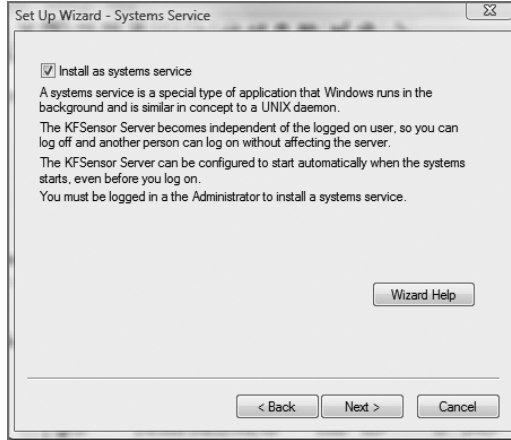 Set Up Wizard - Systems Service
Install as systems service
A systems service is a special type of application that Windows runs in the
background and is similar in concept to a UNIX daemon.
The KFSensor Server becomes independent of the logged on user, so you can
log off and another person can log on without affecting the server.
The KFSensor Server can be configured to start automatically when the systems
starts, even before you log on.
You must be logged in a the Administrator to install a systems service.
Wizard Help
< Back
Next >
Cancel